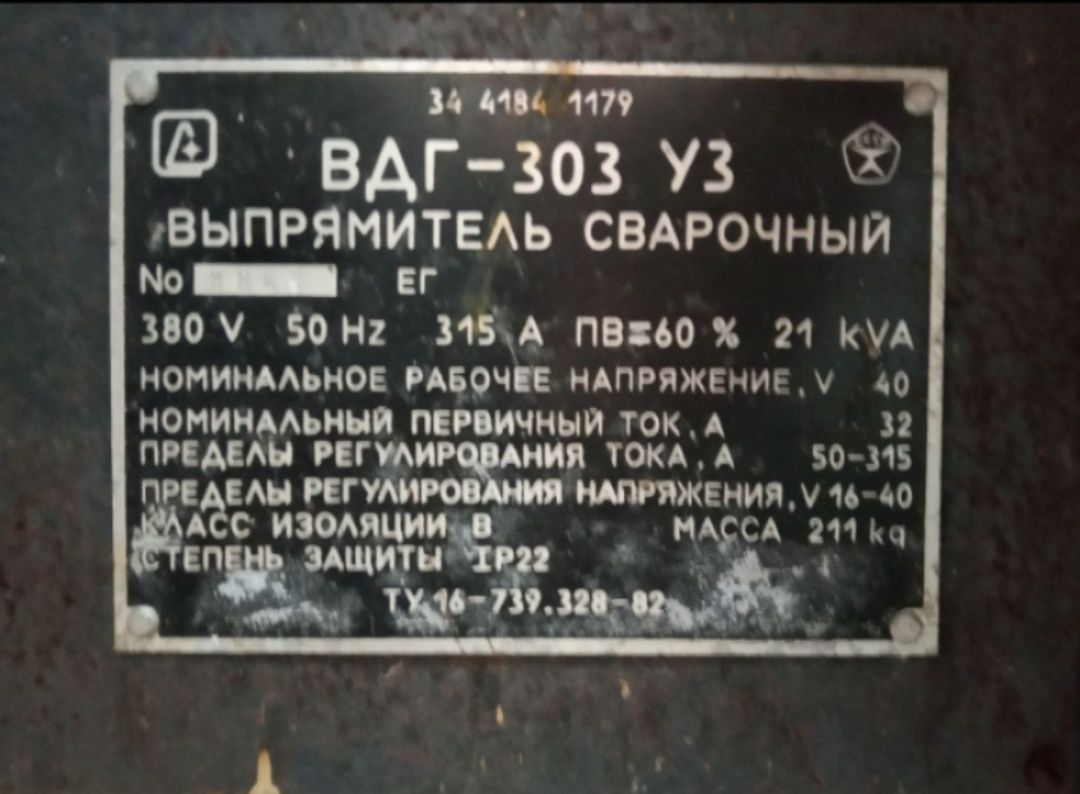 34 4184 1179
ВДГ-303 У3
ВЫПРЯМИТЕЛЬ СВАРОЧНЫЙ
No ЕГ
380 V 50 Hz 315 A ПВ=60 % 21 kVA
НОМИНАЛЬНОЕ РАБОЧЕЕ НАПРЯЖЕНИЕ, V 40
НОМИНАЛЬНЫЙ ПЕРВИЧНЫЙ ТОК, А 32
ПРЕДЕЛЫ РЕГУЛИРОВАНИЯ ТОКА, А 50-315
ПРЕДЕЛЫ РЕГУЛИРОВАНИЯ НАПРЯЖЕНИЯ, V 16-40
КЛАСС ИЗОЛЯЦИИ В МАССА 211 kg
СТЕПЕНЬ ЗАЩИТЫ IP22
ТУ 16-739.328-82